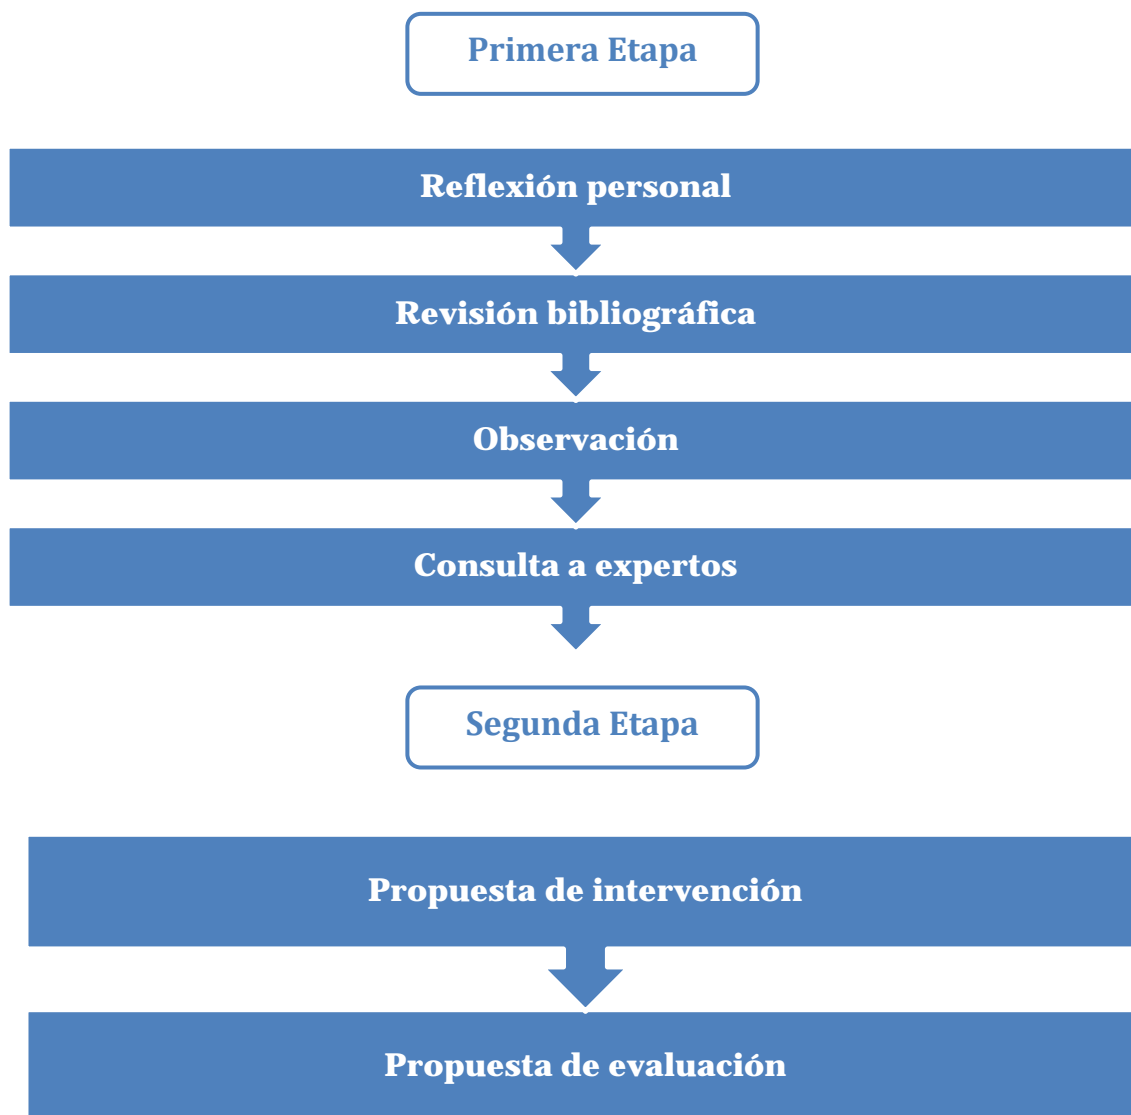 Primera Etapa
Reflexión personal
Revisión bibliográfica
Observación
Consulta a expertos
Segunda Etapa
Propuesta de intervención
Propuesta de evaluación